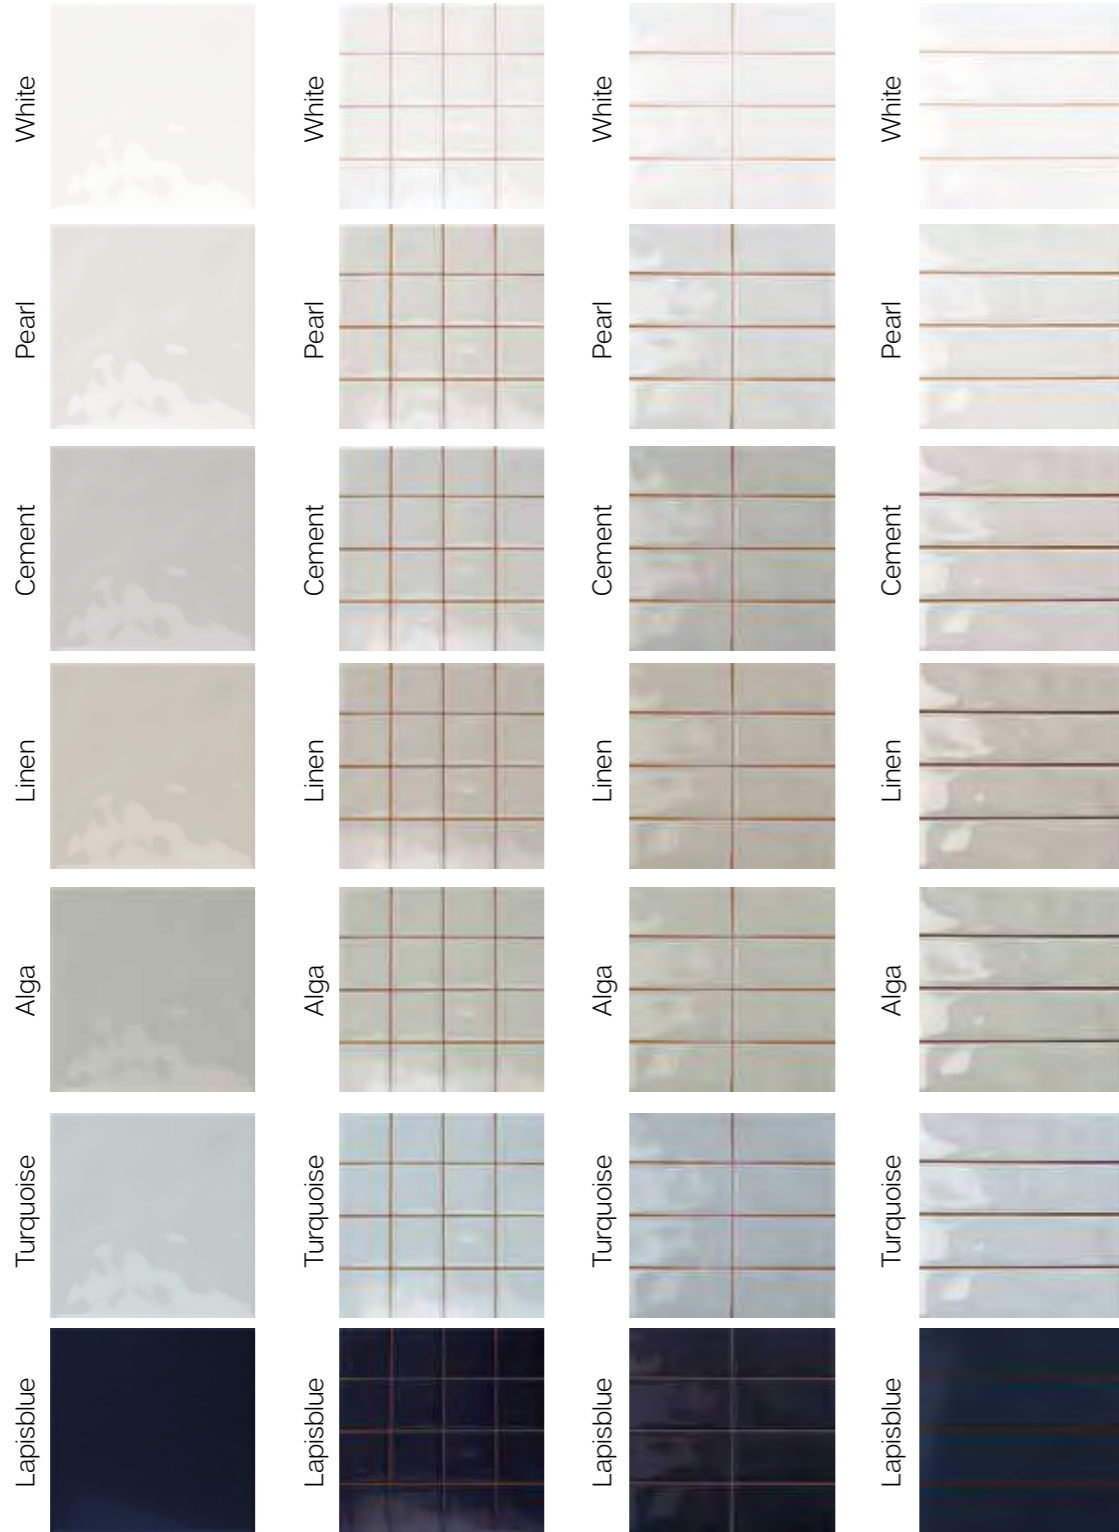 White
White
White
White
Pearl
Pearl
Pearl
Pearl
Cement
Cement
Cement
Cement
Linen
Linen
Linen
Linen
Alga
Alga
Alga
Alga
Turquoise
Turquoise
Turquoise
Turquoise
Lapisblue
Lapisblue
Lapisblue
Lapisblue